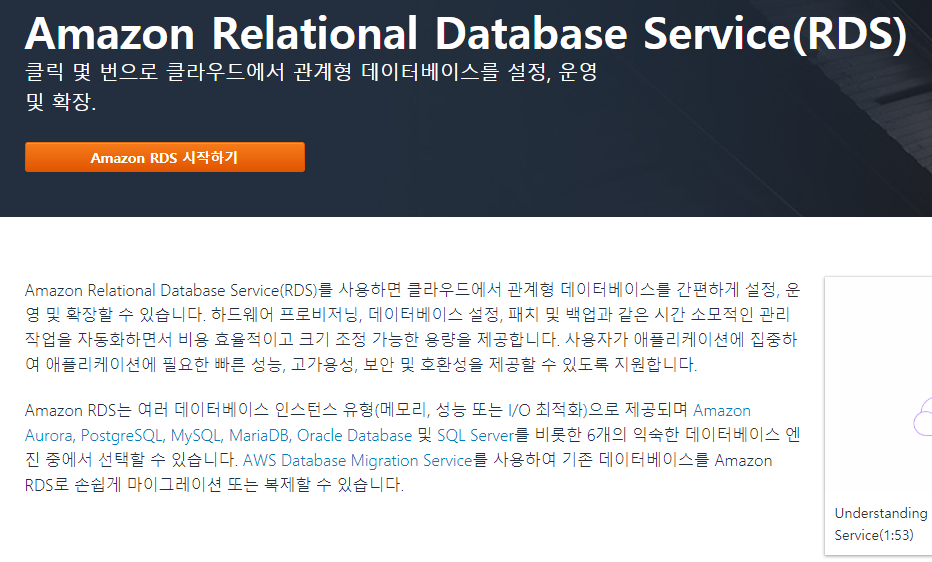 Amazon Relational Database Service(RDS)
클릭 몇 번으로 클라우드에서 관계형 데이터베이스를 설정, 운영
및 확장.
Amazon RDS 시작하기
Amazon Relational Database Service(RDS)를 사용하면 클라우드에서 관계형 데이터베이스를 간편하게 설정, 운
영 및 확장할 수 있습니다. 하드웨어 프로비저닝, 데이터베이스 설정, 패치 및 백업과 같은 시간 소모적인 관리
작업을 자동화하면서 비용 효율적이고 크기 조정 가능한 용량을 제공합니다. 사용자가 애플리케이션에 집중하
여 애플리케이션에 필요한 빠른 성능, 고가용성, 보안 및 호환성을 제공할 수 있도록 지원합니다.
Amazon RDS는 여러 데이터베이스 인스턴스 유형(메모리, 성능 또는 I/O 최적화)으로 제공되며 Amazon
Aurora, PostgreSQL, MySQL, MariaDB, Oracle Database 및 SQL Server를 비롯한 6개의 익숙한 데이터베이스 엔
진 중에서 선택할 수 있습니다. AWS Database Migration Service를 사용하여 기존 데이터베이스를 Amazon
RDS로 손쉽게 마이그레이션 또는 복제할 수 있습니다.
Understanding
Service(1:53)